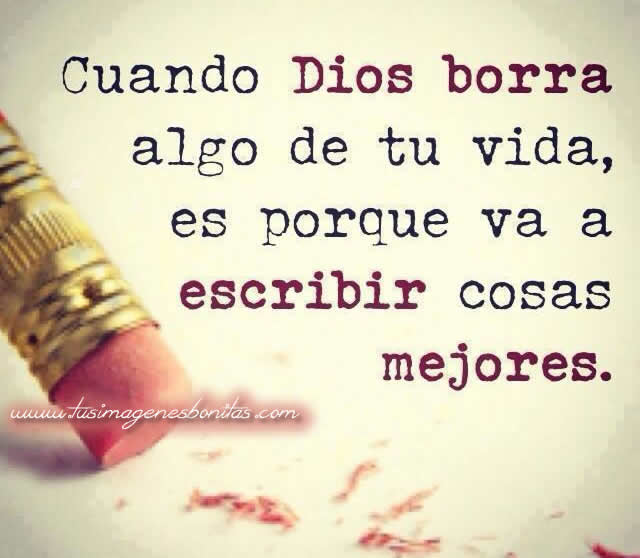 Cuando Dios borra
algo de tu vida,
es porque va a
escribir cosas
mejores.
www.tusimagenesbonitas.com